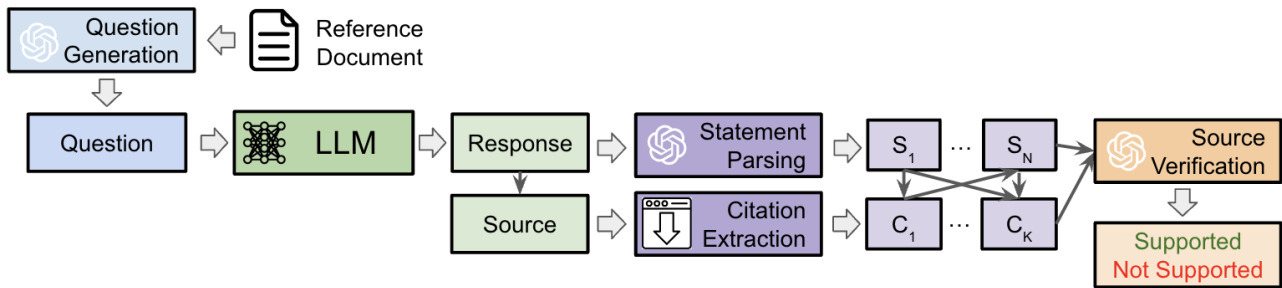 Question
Generation
Reference
Document
Question
LLM
Response
Statement
Parsing
S1 ... SN
Source
Verification
Source
Citation
Extraction
C1 ... CK
Supported
Not Supported